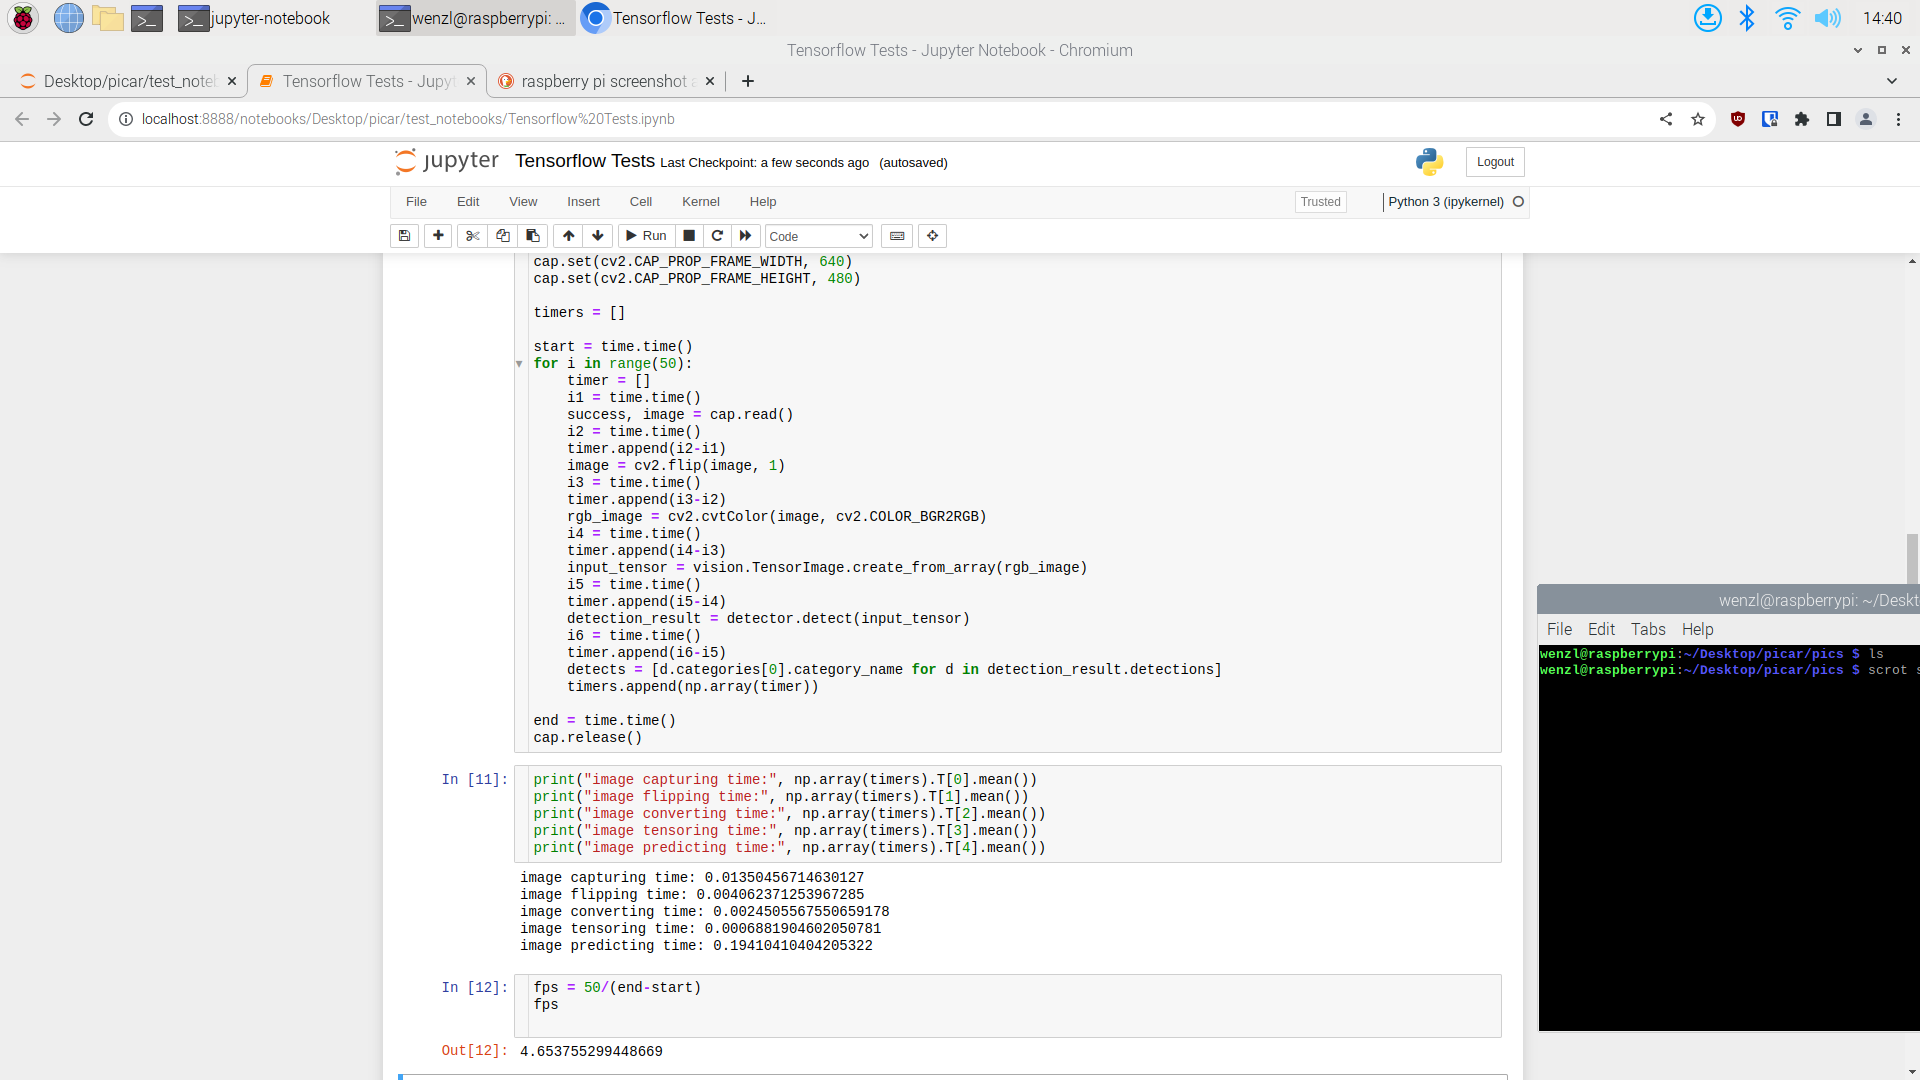 jupyter-notebook
wenzl@raspberrypi: ...
Tensorflow Tests - J...
14:40
Tensorflow Tests - Jupyter Notebook - Chromium
Desktop/picar/test_noteb
Tensorflow Tests - Jupyt
raspberry pi screenshot a
localhost:8888/notebooks/Desktop/picar/test_notebooks/Tensorflow%20Tests.ipynb
jupyter Tensorflow Tests Last Checkpoint: a few seconds ago (autosaved)
Logout
File Edit View Insert Cell Kernel Help
Trusted
Python 3 (ipykernel)
Run
Code
cap.set(cv2.CAP_PROP_FRAME_WIDTH, 640)
cap.set(cv2.CAP_PROP_FRAME_HEIGHT, 480)
timers = []
start = time.time()
for i in range(50):
    timer = []
    i1 = time.time()
    success, image = cap.read()
    i2 = time.time()
    timer.append(i2-i1)
    image = cv2.flip(image, 1)
    i3 = time.time()
    timer.append(i3-i2)
    rgb_image = cv2.cvtColor(image, cv2.COLOR_BGR2RGB)
    i4 = time.time()
    timer.append(i4-i3)
    input_tensor = vision.TensorImage.create_from_array(rgb_image)
    i5 = time.time()
    timer.append(i5-i4)
    detection_result = detector.detect(input_tensor)
    i6 = time.time()
    timer.append(i6-i5)
    detects = [d.categories[0].category_name for d in detection_result.detections]
    timers.append(np.array(timer))
end = time.time()
cap.release()
In [11]:
print("image capturing time:", np.array(timers).T[0].mean())
print("image flipping time:", np.array(timers).T[1].mean())
print("image converting time:", np.array(timers).T[2].mean())
print("image tensoring time:", np.array(timers).T[3].mean())
print("image predicting time:", np.array(timers).T[4].mean())
image capturing time: 0.01350456714630127
image flipping time: 0.004062371253967285
image converting time: 0.0024505567550659178
image tensoring time: 0.0006881904602050781
image predicting time: 0.19410410404205322
In [12]:
fps = 50/(end-start)
fps
Out[12]: 4.653755299448669
wenzl@raspberrypi: ~/Deskt
File Edit Tabs Help
wenzl@raspberrypi:~/Desktop/picar/pics $ ls
wenzl@raspberrypi:~/Desktop/picar/pics $ scrot s